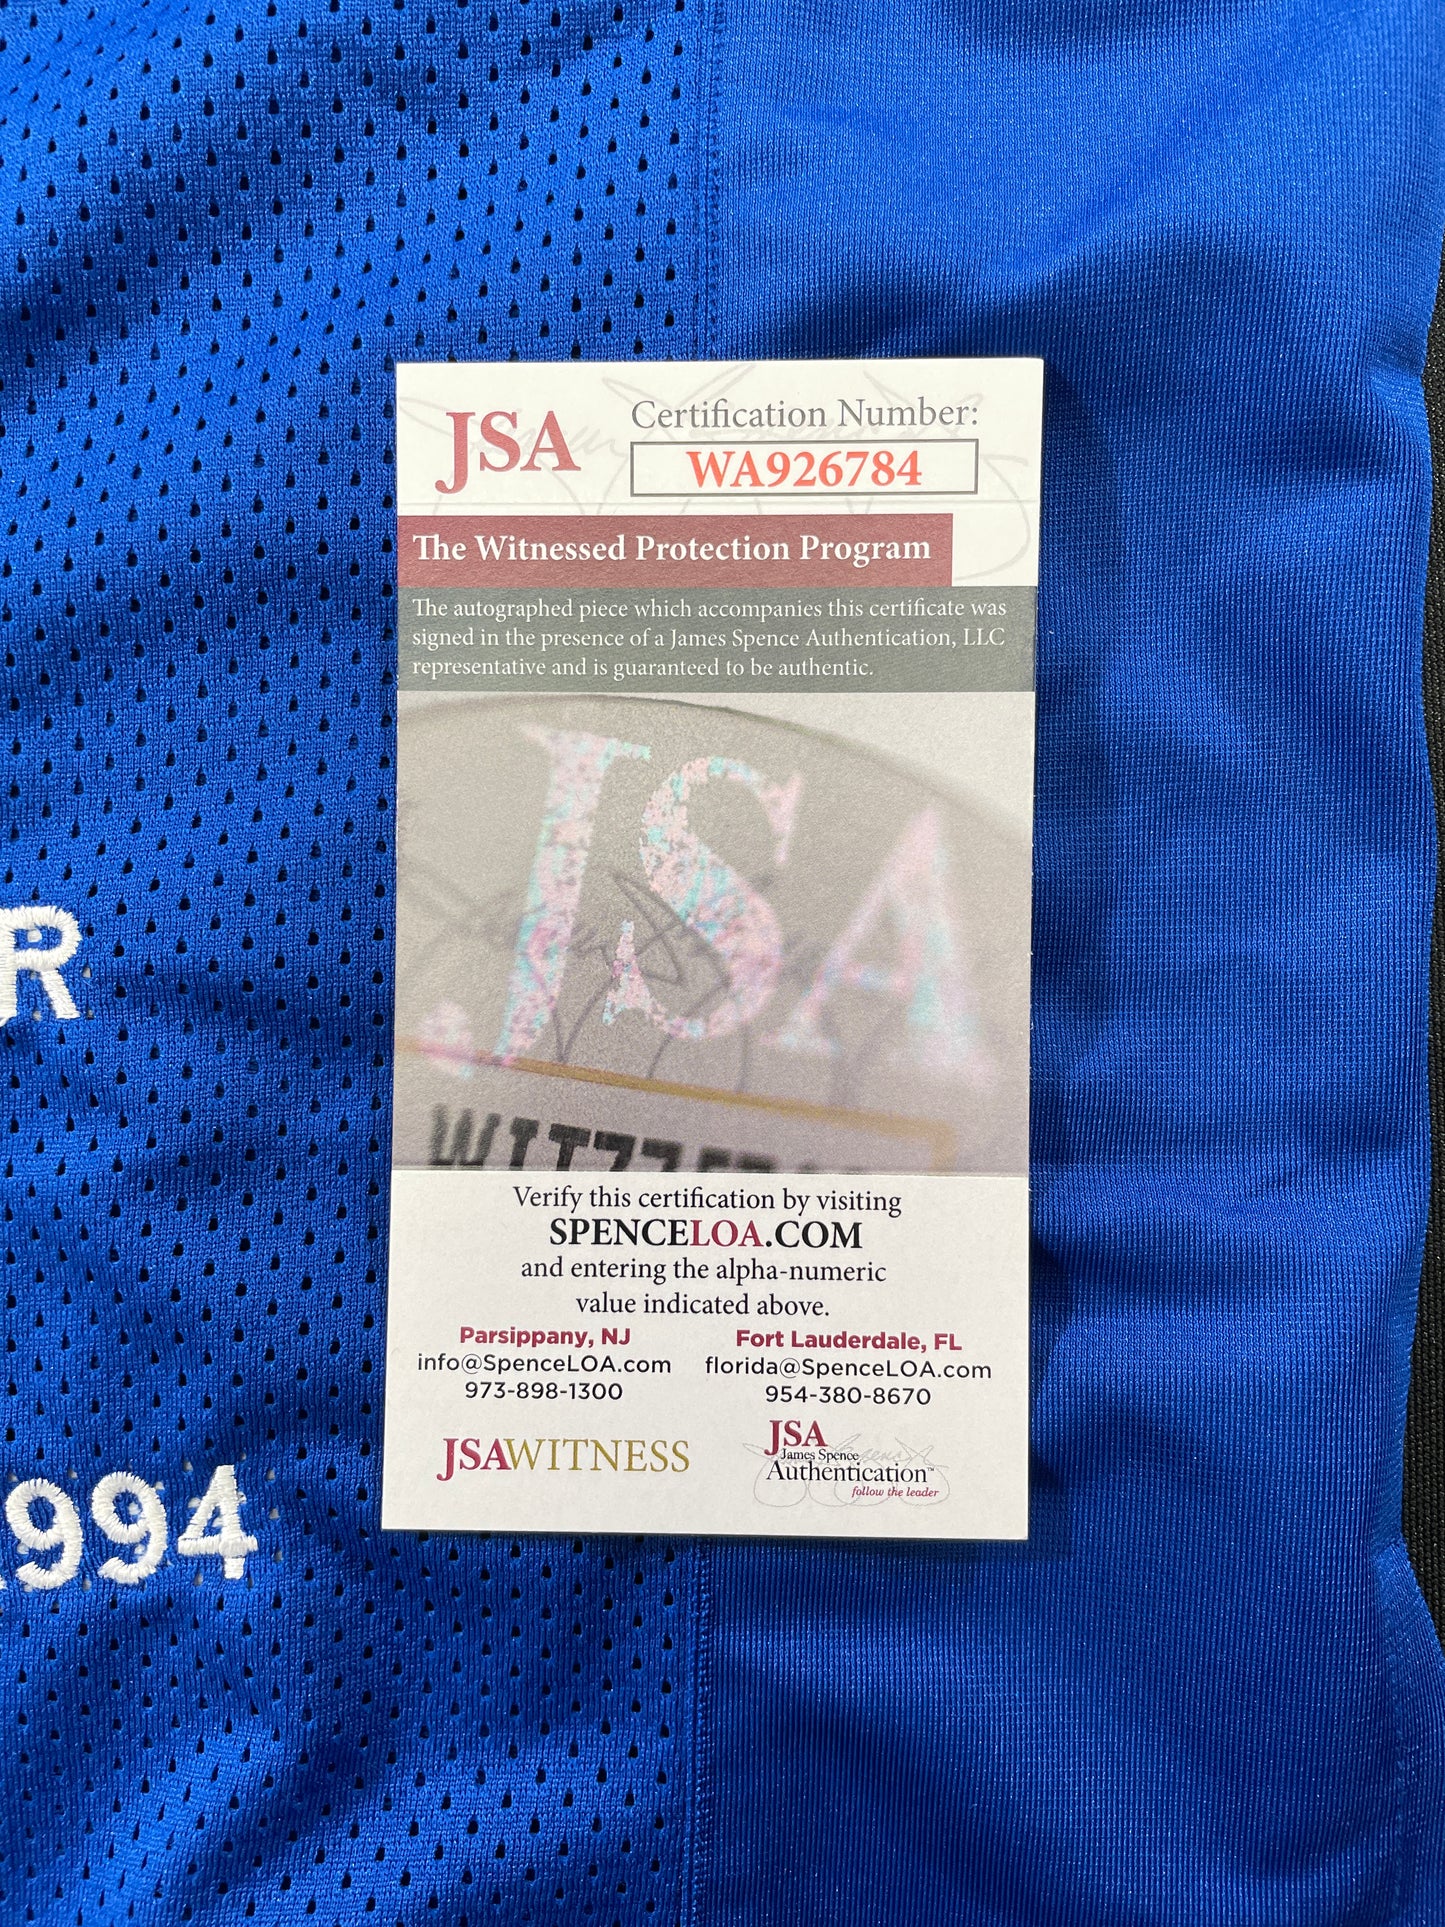 JSA
Certification Number:
WA926784
The Witnessed Protection Program
The autographed piece which accompanies this certificate was
signed in the presence of a James Spence Authentication, LLC
representative and is guaranteed to be authentic.
JSA
R
Verify this certification by visiting
SPENCELOA.COM
and entering the alpha-numeric
value indicated above.
Parsippany, NJ
info@SpenceLOA.com
973-898-1300
Fort Lauderdale, FL
florida@SpenceLOA.com
954-380-8670
JSAWITNESS
JSA
James Spence
Authentication™
follow the leader
994